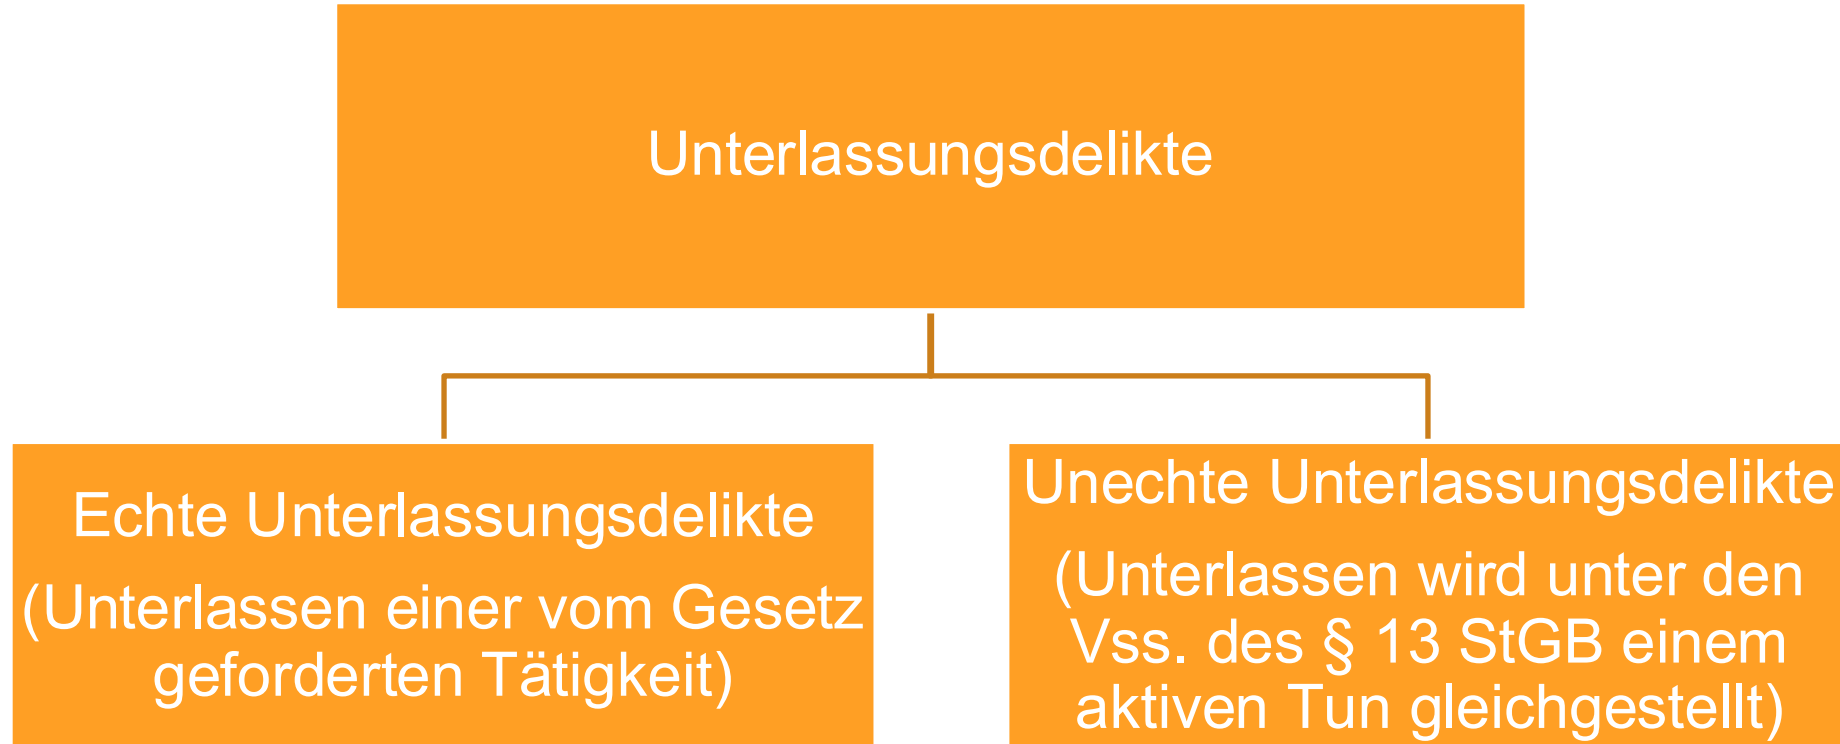 Unterlassungsdelikte
Echte Unterlassungsdelikte
(Unterlassen einer vom Gesetz
geforderten Tätigkeit)
Unechte Unterlassungsdelikte
(Unterlassen wird unter den
Vss. des § 13 StGB einem
aktiven Tun gleichgestellt)